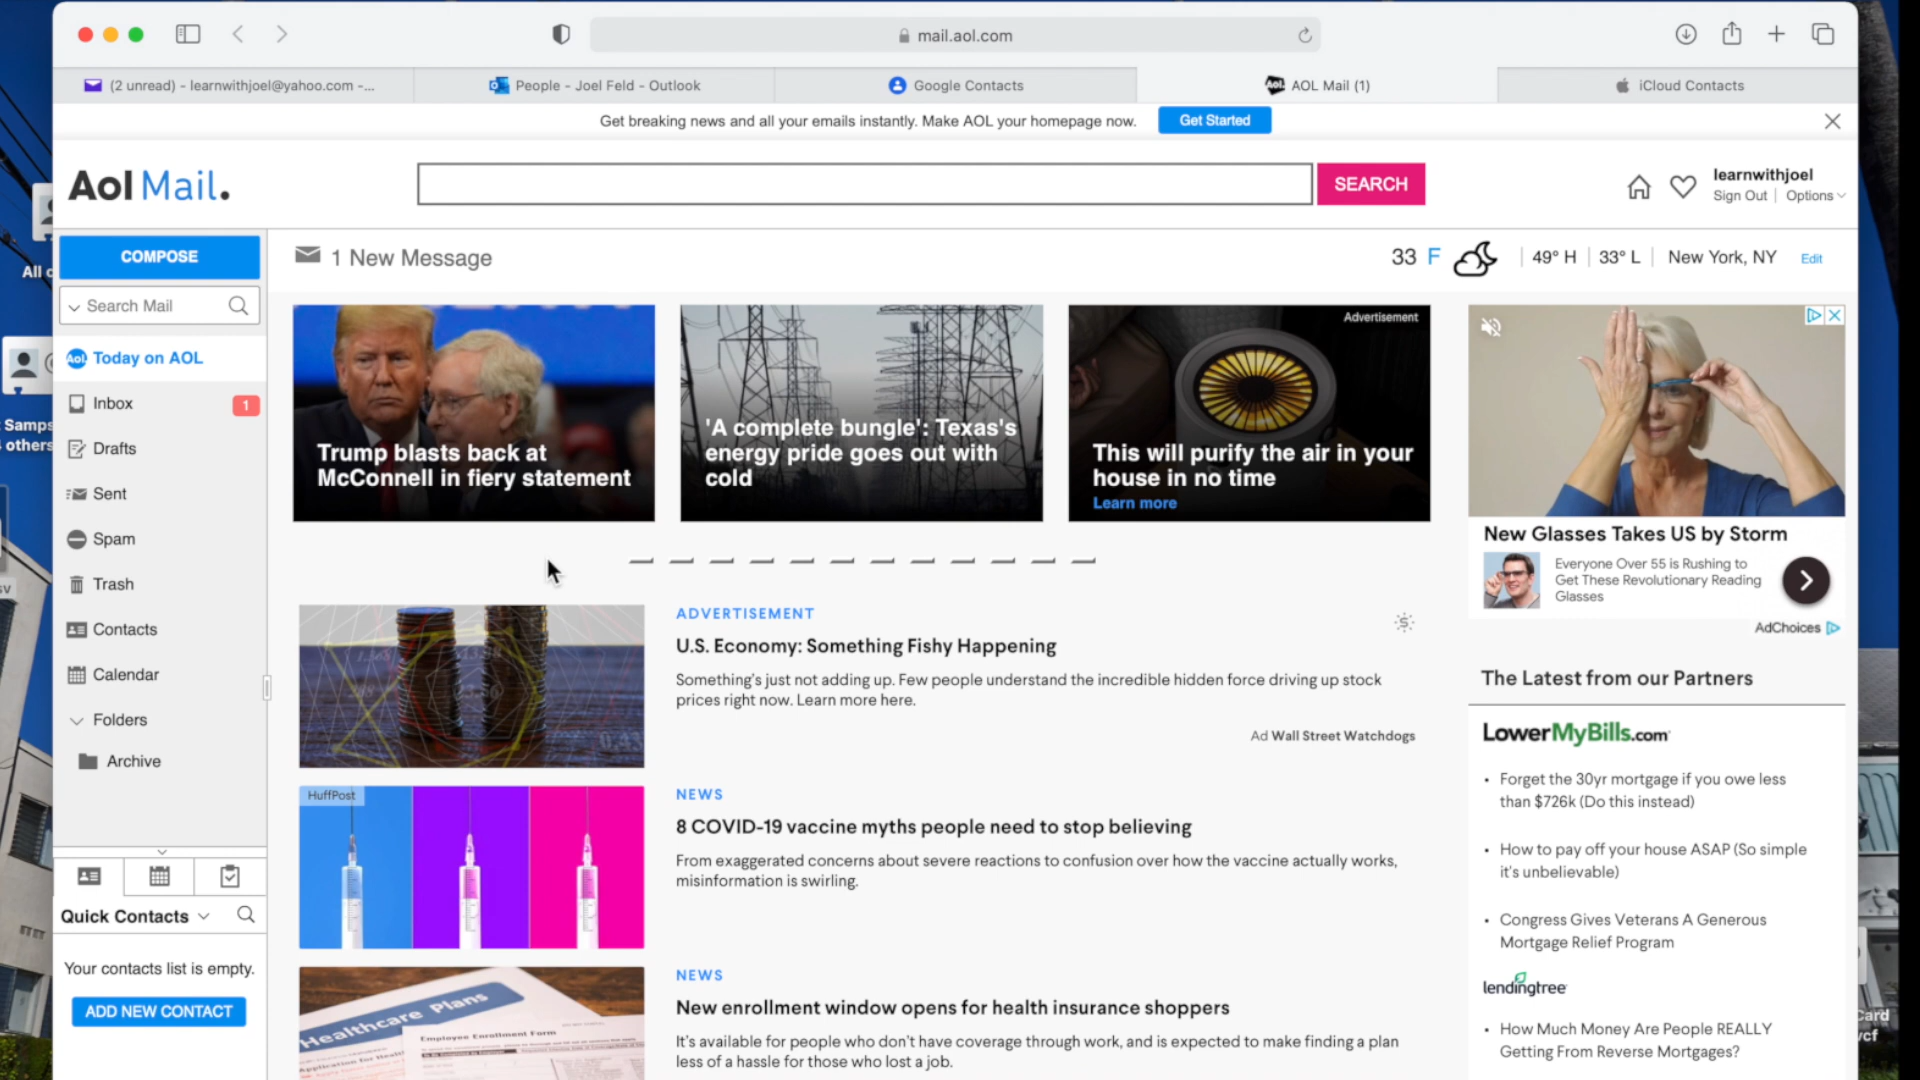 mail.aol.com
(2 unread) - learnwithjoel@yahoo.com -...
People - Joel Feld - Outlook
Google Contacts
AOL Mail (1)
iCloud Contacts
Get breaking news and all your emails instantly. Make AOL your homepage now.
Get Started
Aol Mail.
SEARCH
learnwithjoel
Sign Out
Options
COMPOSE
Search Mail
Today on AOL
Inbox
1
Drafts
Sent
Spam
Trash
Contacts
Calendar
Folders
Archive
Quick Contacts
Your contacts list is empty.
ADD NEW CONTACT
1 New Message
33 F
49° H
33° L
New York, NY
Edit
Trump blasts back at
McConnell in fiery statement
'A complete bungle': Texas's
energy pride goes out with
cold
Advertisement
This will purify the air in your
house in no time
Learn more
ADVERTISEMENT
U.S. Economy: Something Fishy Happening
Something's just not adding up. Few people understand the incredible hidden force driving up stock
prices right now. Learn more here.
Ad Wall Street Watchdogs
HuffPost
NEWS
8 COVID-19 vaccine myths people need to stop believing
From exaggerated concerns about severe reactions to confusion over how the vaccine actually works,
misinformation is swirling.
Healthcare Plans
Employee Enrollment Form
NEWS
New enrollment window opens for health insurance shoppers
It's available for people who don't have coverage through work, and is expected to make finding a plan
less of a hassle for those who lost a job.
New Glasses Takes US by Storm
Everyone Over 55 is Rushing to
Get These Revolutionary Reading
Glasses
AdChoices
The Latest from our Partners
LowerMyBills.com
• Forget the 30yr mortgage if you owe less
than $726k (Do this instead)
• How to pay off your house ASAP (So simple
it's unbelievable)
• Congress Gives Veterans A Generous
Mortgage Relief Program
lendingtree
• How Much Money Are People REALLY
Getting From Reverse Mortgages?